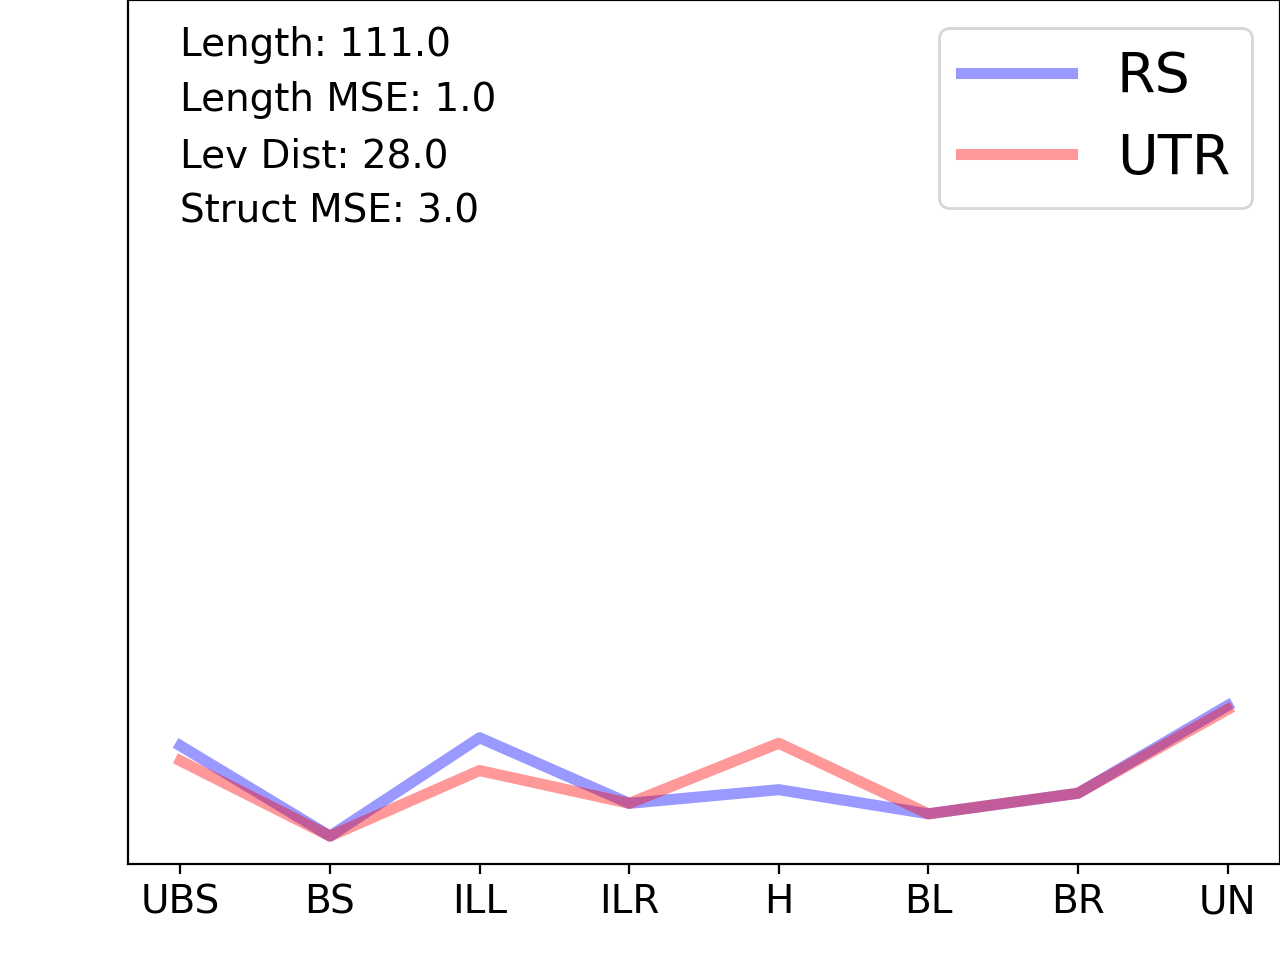 Length: 111.0
Length MSE: 1.0
Lev Dist: 28.0
Struct MSE: 3.0
RS
UTR
UBS BS ILL ILR H BL BR UN